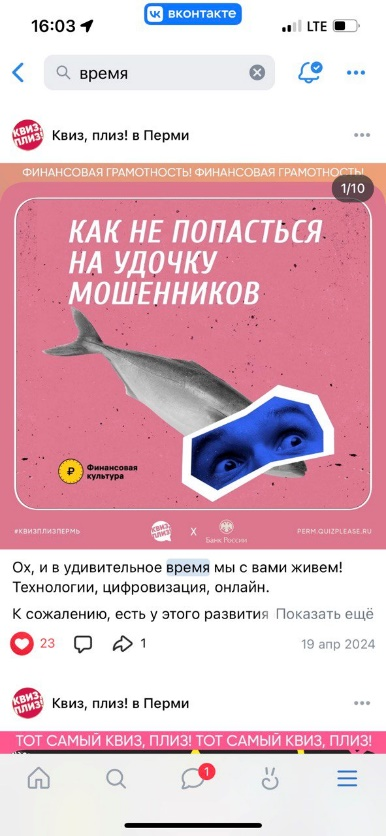 16:03
вконтакте
LTE
время
КВИЗ, ПЛИЗ!
Квиз, плиз! в Перми
ФИНАНСОВАЯ ГРАМОТНОСТЬ! ФИНАНСОВАЯ ГРАМОТНОСТЬ!
1/10
КАК НЕ ПОПАСТЬСЯ
НА УДОЧКУ
МОШЕННИКОВ
₽
Финансовая
культура
#КВИЗПЛИЗПЕРМЬ
КВИЗ, ПЛИЗ!
X
Банк России
PERM.QUIZPLEASE.RU
Ох, и в удивительное время мы с вами живем!
Технологии, цифровизация, онлайн.
К сожалению, есть у этого развития Показать ещё
23
1
19 апр 2024
КВИЗ, ПЛИЗ!
Квиз, плиз! в Перми
ТОТ САМЫЙ КВИЗ, ПЛИЗ! ТОТ САМЫЙ КВИЗ, ПЛИЗ!
1